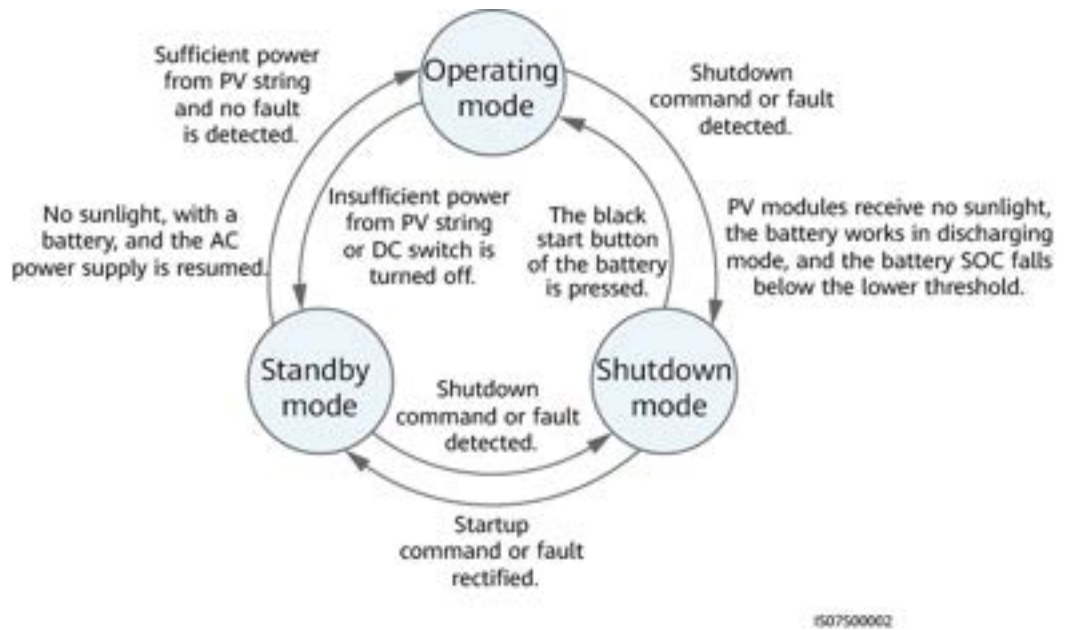 Operating
mode
Sufficient power
from PV string
and no fault
is detected.
Shutdown
command or fault
detected.
No sunlight, with a
battery, and the AC
power supply is resumed.
Insufficient power
from PV string
or DC switch is
turned off.
The black
start button
of the battery
is pressed.
PV modules receive no sunlight,
the battery works in discharging
mode, and the battery SOC falls
below the lower threshold.
Standby
mode
Shutdown
command or fault
detected.
Shutdown
mode
Startup
command or fault
rectified.
IS07S00002